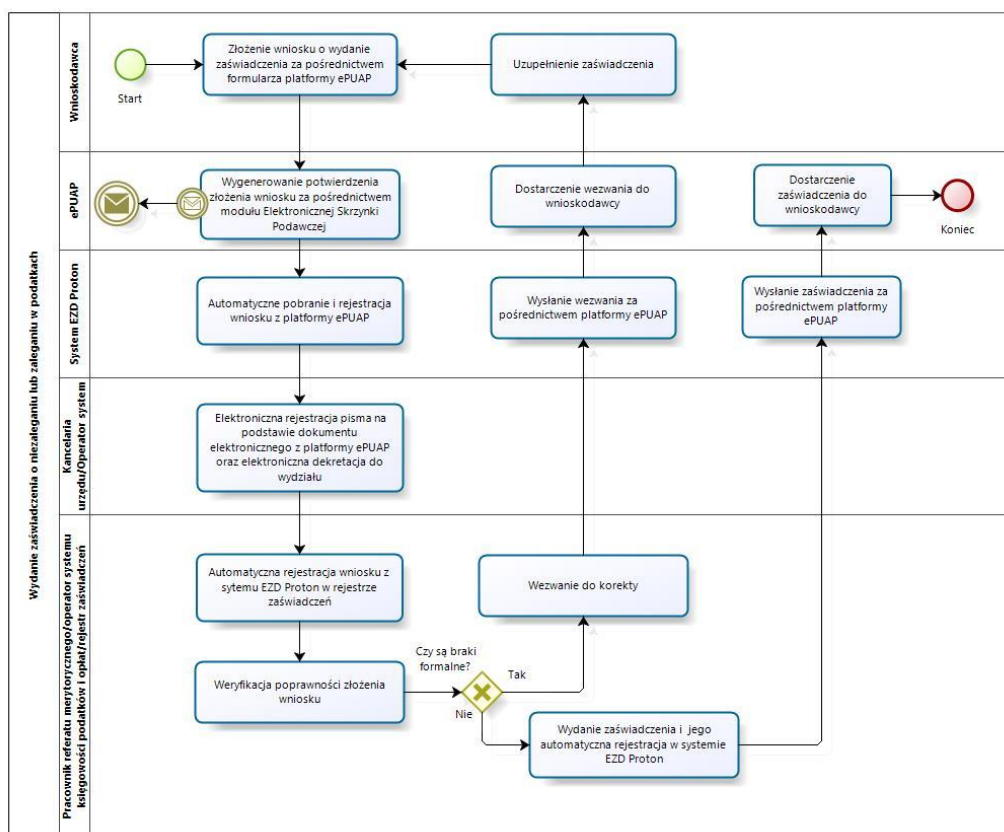 Wydanie zaświadczenia o niezaleganiu lub zaleganiu w podatkach
Wnioskodawca
Start
Złożenie wniosku o wydanie
zaświadczenia za pośrednictwem
formularza platformy ePUAP
Uzupełnienie zaświadczenia
ePUAP
Wygenerowanie potwierdzenia
złożenia wniosku za pośrednictwem
modułu Elektronicznej Skrzynki
Podawczej
Dostarczenie wezwania do
wnioskodawcy
Dostarczenie
zaświadczenia do
wnioskodawcy
Koniec
System EZD Proton
Automatyczne pobranie i rejestracja
wniosku z platformy ePUAP
Wysłanie wezwania za
pośrednictwem platformy ePUAP
Wysłanie zaświadczenia za
pośrednictwem platformy
ePUAP
Kancelaria
urzędu/Operator system
Elektroniczna rejestracja pisma na
podstawie dokumentu
elektronicznego z platformy ePUAP
oraz elektroniczna dekretacja do
wydziału
Pracownik referatu merytorycznego/operator systemu
księgowości podatków i opłat/rejestr zaświadczeń
Automatyczna rejestracja wniosku z
sytemu EZD Proton w rejestrze
zaświadczeń
Wezwanie do korekty
Weryfikacja poprawności złożenia
wniosku
Czy są braki
formalne?
Tak
Nie
Wydanie zaświadczenia i jego
automatyczna rejestracja w systemie
EZD Proton